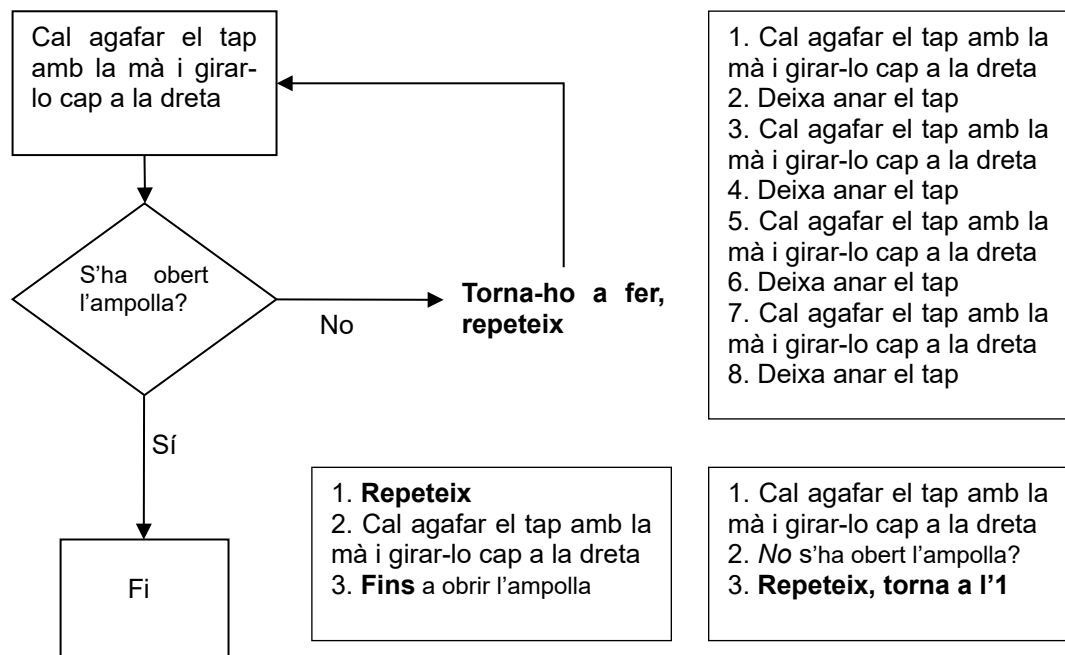 Cal agafar el tap
amb la mà i girar-
lo cap a la dreta
S'ha obert
l'ampolla?
No
Torna-ho a fer,
repeteix
Sí
Fi
1. Cal agafar el tap amb la
mà i girar-lo cap a la dreta
2. Deixa anar el tap
3. Cal agafar el tap amb la
mà i girar-lo cap a la dreta
4. Deixa anar el tap
5. Cal agafar el tap amb la
mà i girar-lo cap a la dreta
6. Deixa anar el tap
7. Cal agafar el tap amb la
mà i girar-lo cap a la dreta
8. Deixa anar el tap
1. Repeteix
2. Cal agafar el tap amb la
mà i girar-lo cap a la dreta
3. Fins a obrir l'ampolla
1. Cal agafar el tap amb la
mà i girar-lo cap a la dreta
2. No s'ha obert l'ampolla?
3. Repeteix, torna a l'1